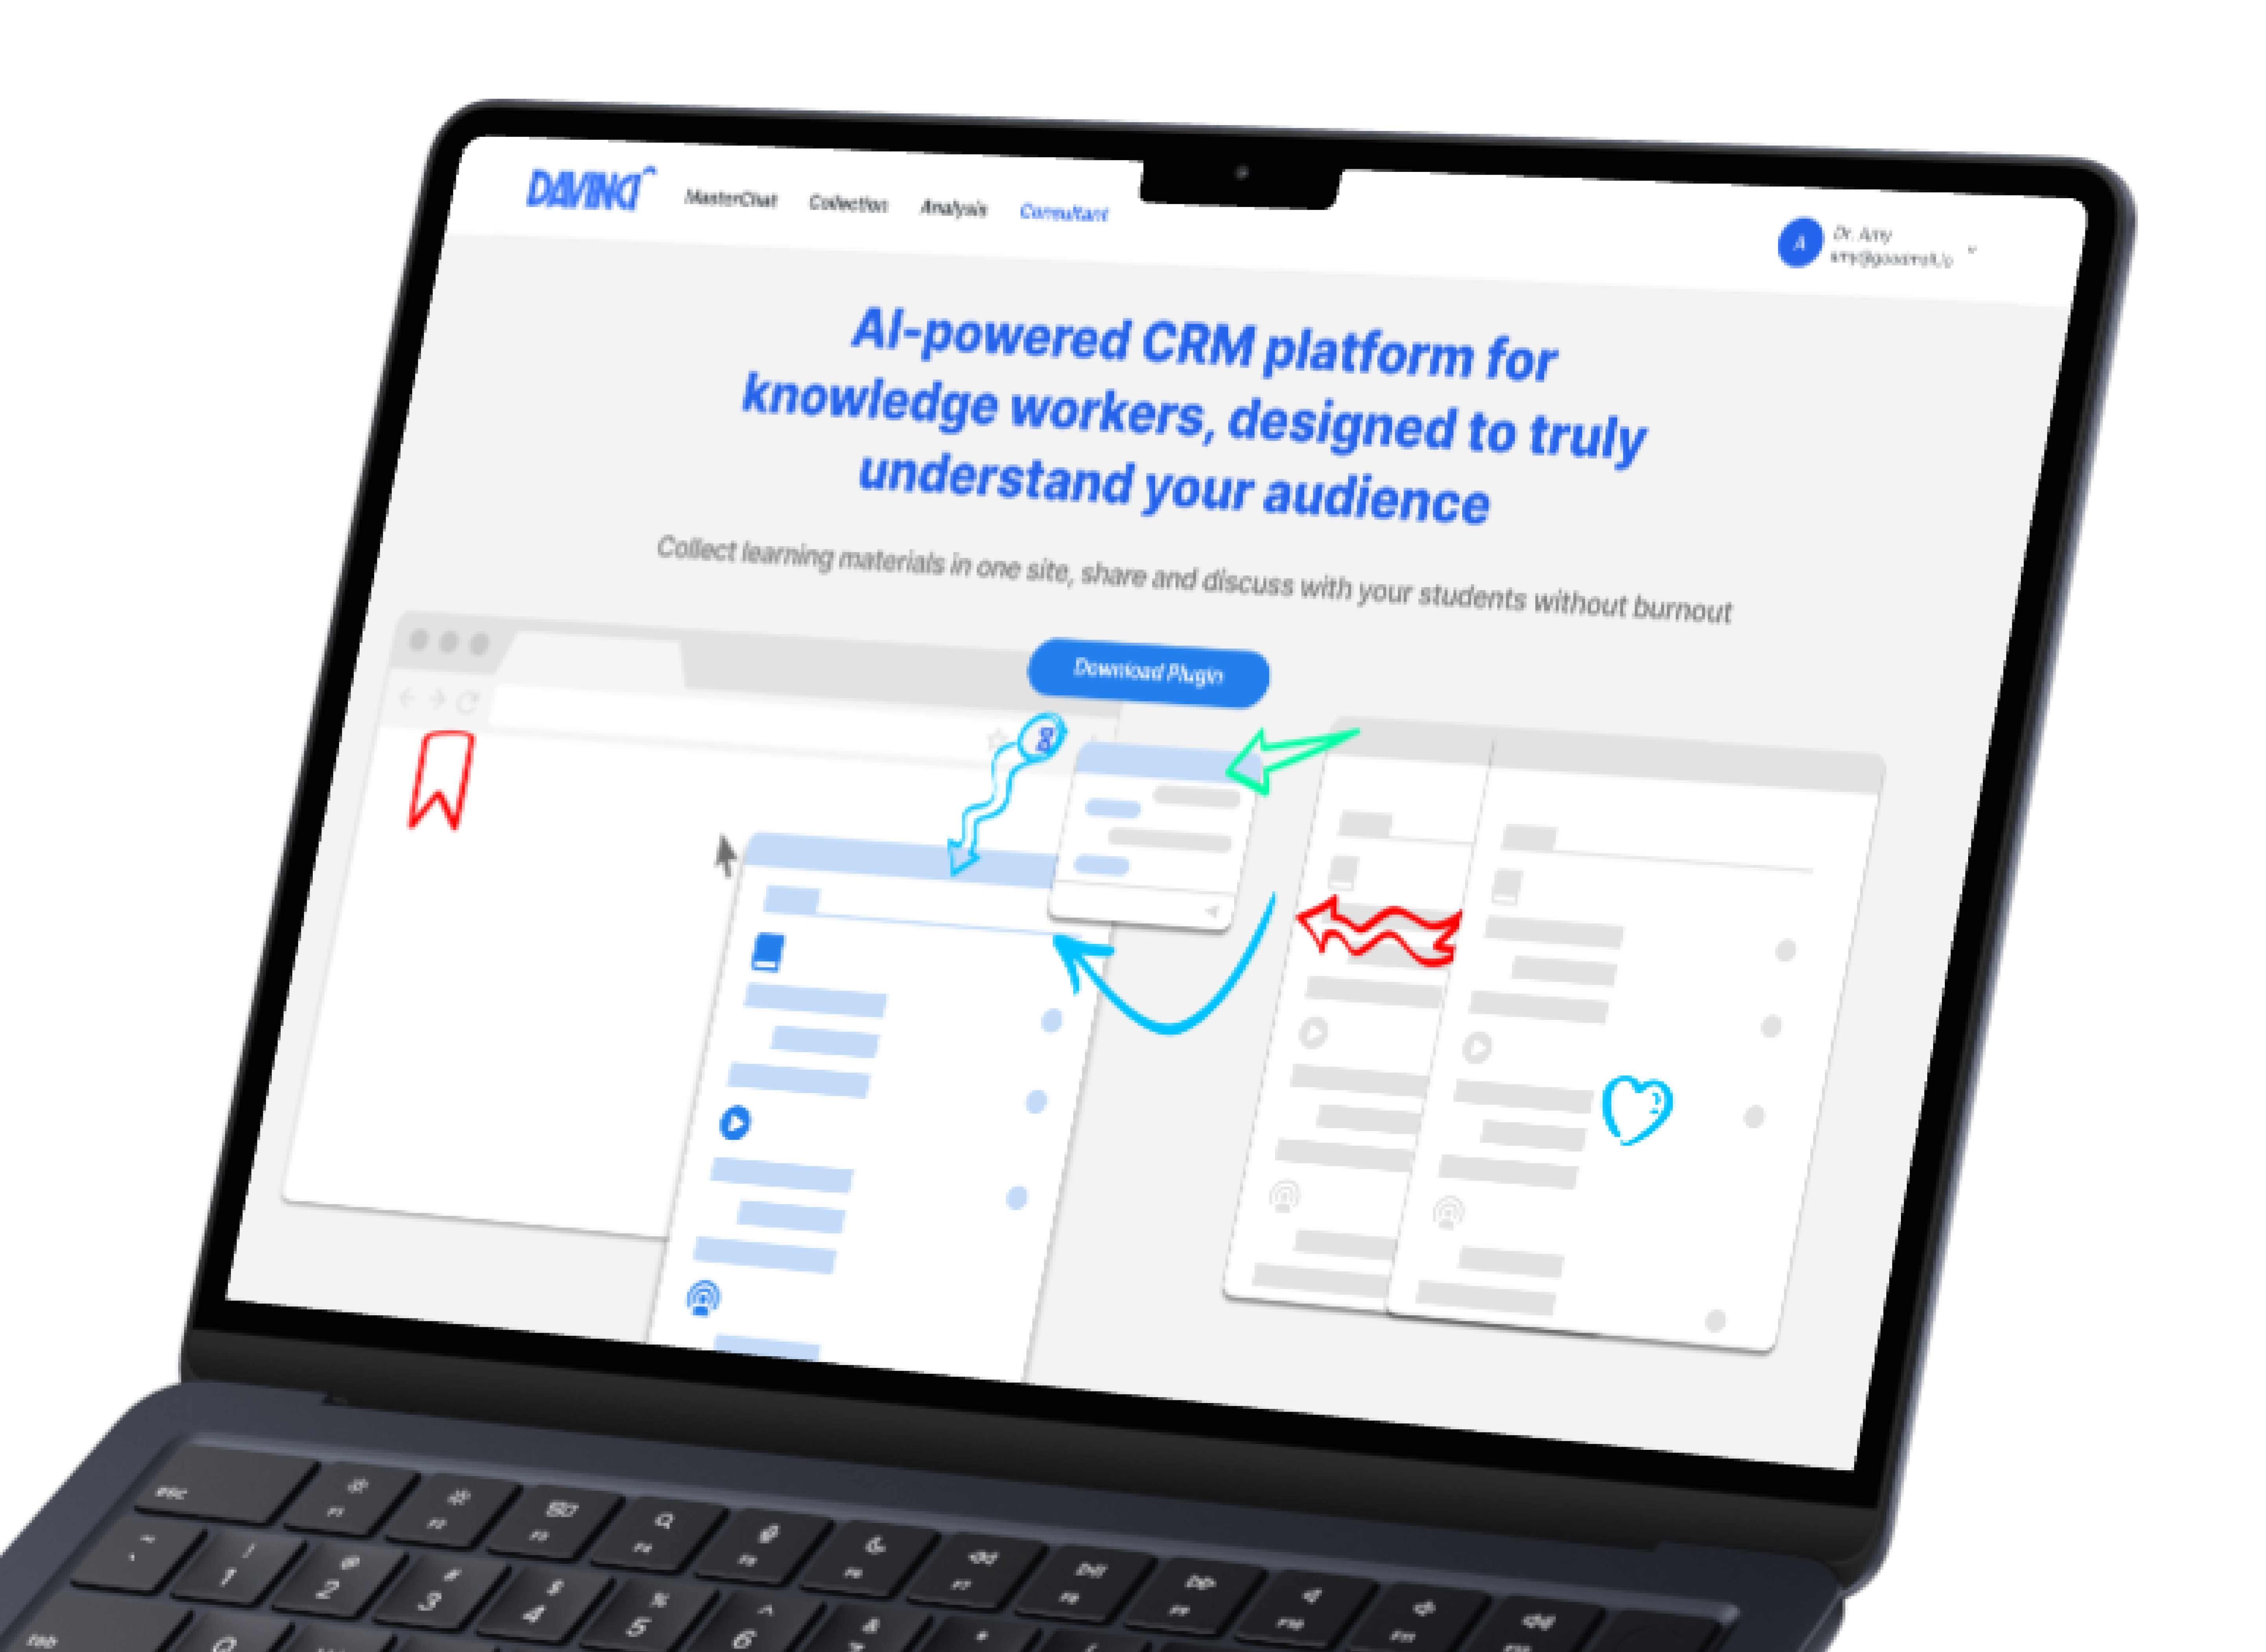 DAVINCI
MasterChat Collection Analysis Consultant
A
Dr. Amy
AI-powered CRM platform for
knowledge workers, designed to truly
understand your audience
Collect learning materials in one site, share and discuss with your students without burnout
Download Plugin
esc F1 F2 F3 F4 F5 F6 F7 F8 F9 F10 F11
~ ! @ # $ % ^ &
1 2 3 4 5 6
tab